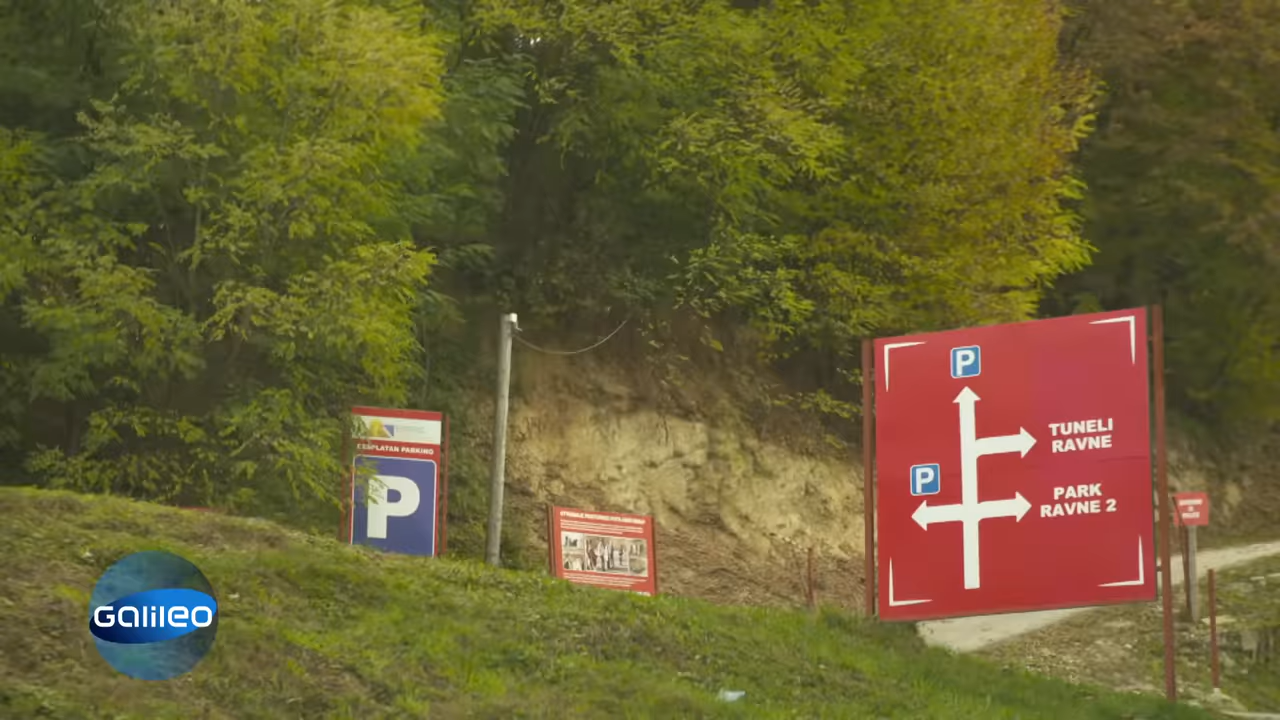 P
TUNELI
RAVNE
P
PARK
RAVNE 2
BESPLATAN PARKING
P
GALILEO